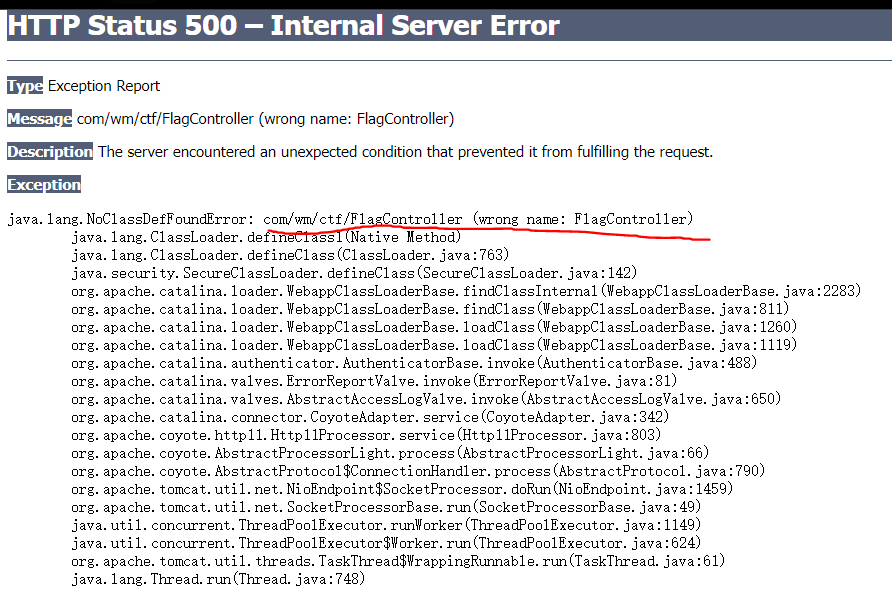 HTTP Status 500 – Internal Server Error
Type Exception Report
Message com/wm/ctf/FlagController (wrong name: FlagController)
Description The server encountered an unexpected condition that prevented it from fulfilling the request.
Exception
java.lang.NoClassDefFoundError: com/wm/ctf/FlagController (wrong name: FlagController)
java.lang.ClassLoader.defineClass1(Native Method)
java.lang.ClassLoader.defineClass(ClassLoader.java:763)
java.security.SecureClassLoader.defineClass(SecureClassLoader.java:142)
org.apache.catalina.loader.WebappClassLoaderBase.findClassInternal(WebappClassLoaderBase.java:2283)
org.apache.catalina.loader.WebappClassLoaderBase.findClass(WebappClassLoaderBase.java:811)
org.apache.catalina.loader.WebappClassLoaderBase.loadClass(WebappClassLoaderBase.java:1260)
org.apache.catalina.loader.WebappClassLoaderBase.loadClass(WebappClassLoaderBase.java:1119)
org.apache.catalina.authenticator.AuthenticatorBase.invoke(AuthenticatorBase.java:488)
org.apache.catalina.valves.ErrorReportValve.invoke(ErrorReportValve.java:81)
org.apache.catalina.valves.AbstractAccessLogValve.invoke(AbstractAccessLogValve.java:650)
org.apache.catalina.connector.CoyoteAdapter.service(CoyoteAdapter.java:342)
org.apache.coyote.http11.Http11Processor.service(Http11Processor.java:803)
org.apache.coyote.AbstractProcessorLight.process(AbstractProcessorLight.java:66)
org.apache.coyote.AbstractProtocol$ConnectionHandler.process(AbstractProtocol.java:790)
org.apache.tomcat.util.net.NioEndpoint$SocketProcessor.doRun(NioEndpoint.java:1459)
org.apache.tomcat.util.net.SocketProcessorBase.run(SocketProcessorBase.java:49)
java.util.concurrent.ThreadPoolExecutor.runWorker(ThreadPoolExecutor.java:1149)
java.util.concurrent.ThreadPoolExecutor$Worker.run(ThreadPoolExecutor.java:624)
org.apache.tomcat.util.threads.TaskThread$WrappingRunnable.run(TaskThread.java:61)
java.lang.Thread.run(Thread.java:748)